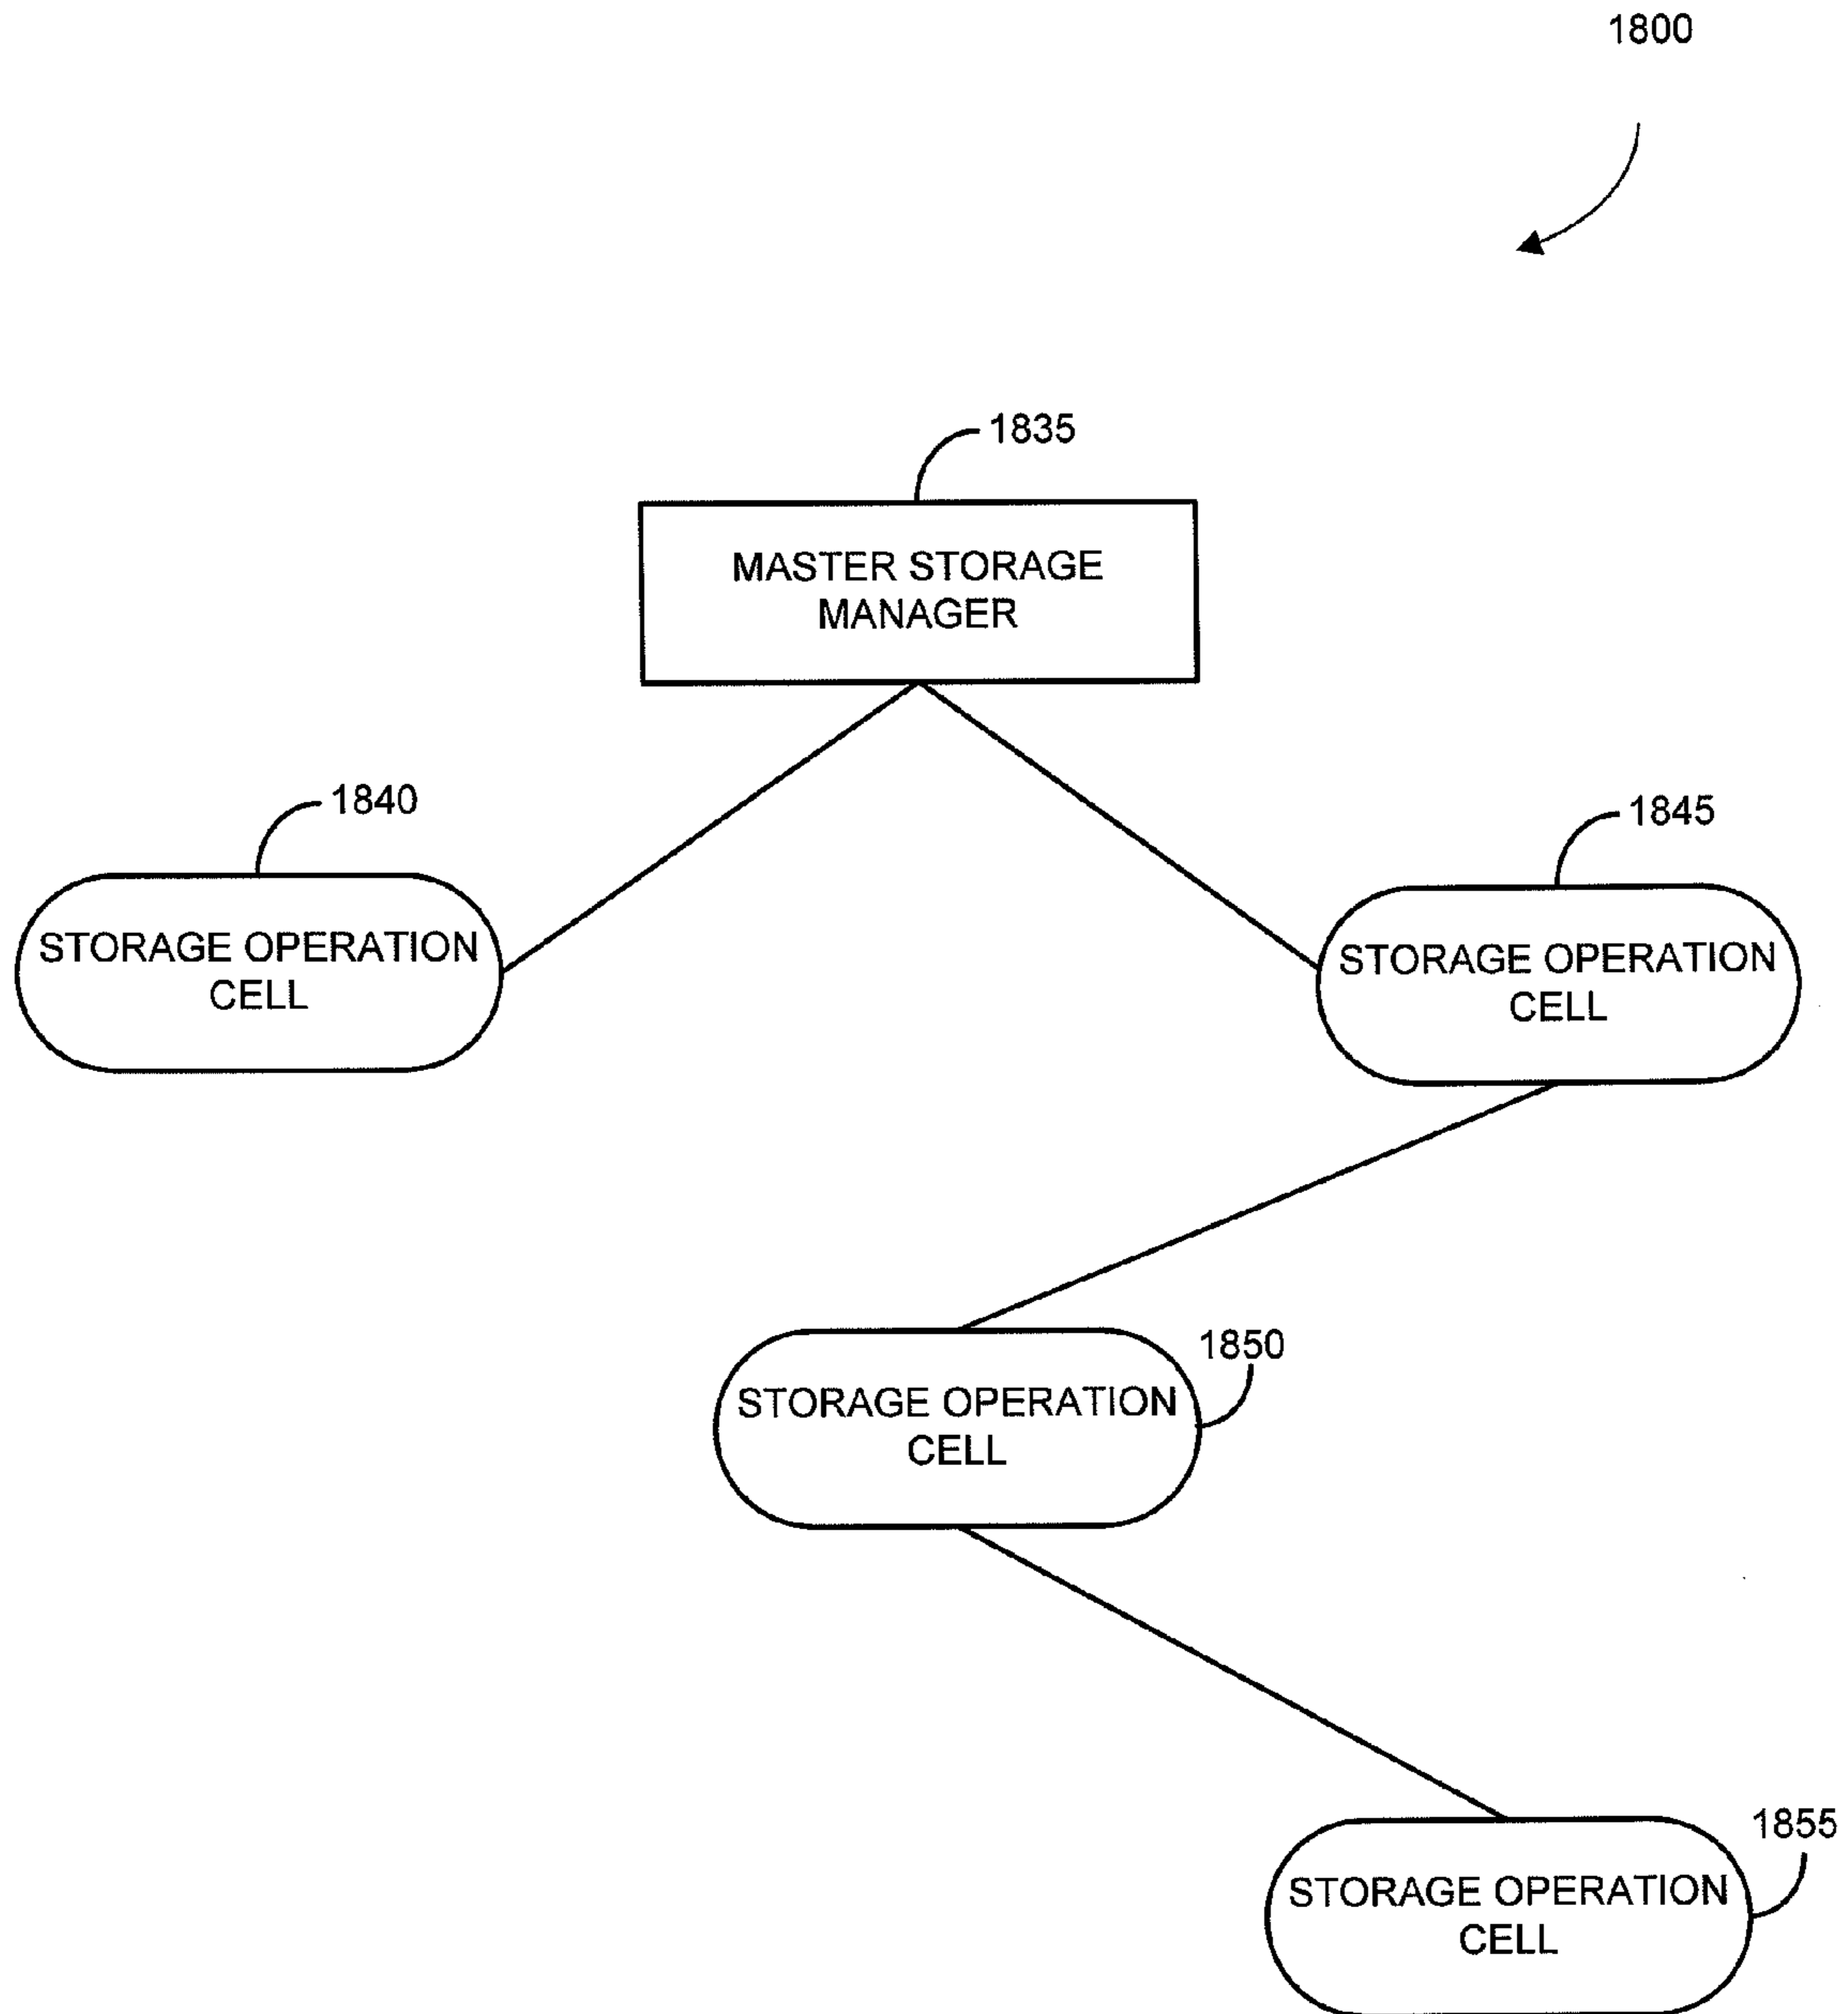 1800
1835
MASTER STORAGE
MANAGER
1840
1845
STORAGE OPERATION
CELL
STORAGE OPERATION
CELL
1850
STORAGE OPERATION
CELL
1855
STORAGE OPERATION
CELL